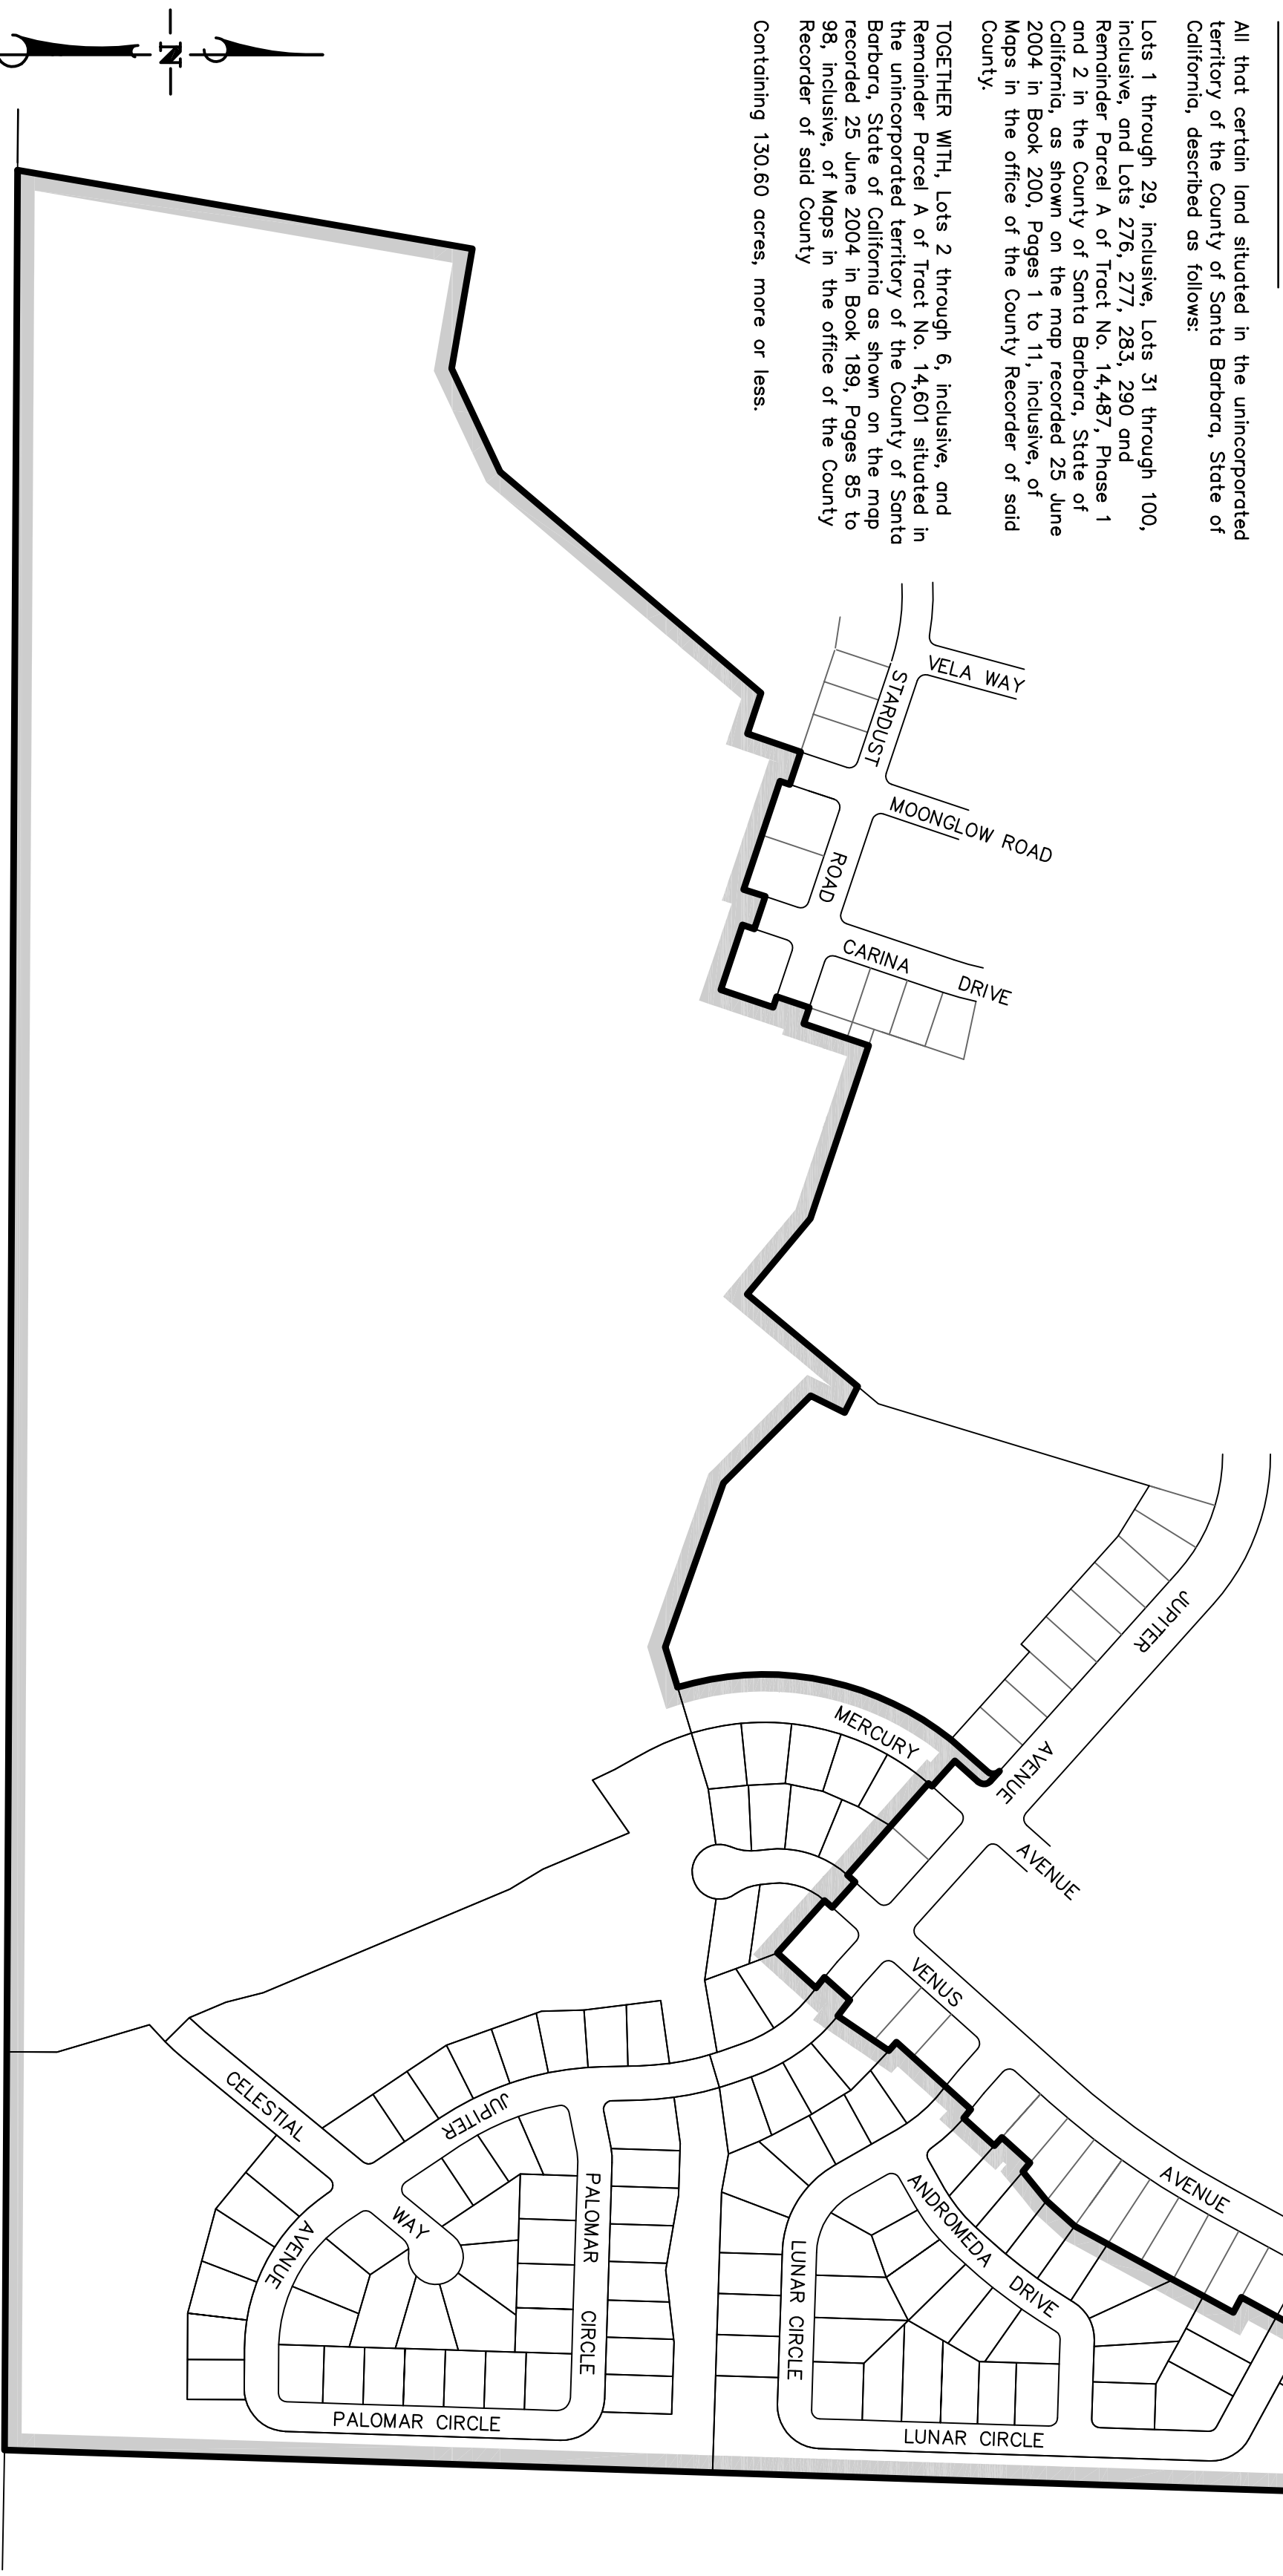 All that certain land situated in the unincorporated
territory of the County of Santa Barbara, State of
California, described as follows:
Lots 1 through 29, inclusive, Lots 31 through 100,
inclusive, and Lots 276, 277, 283, 290 and
Remainder Parcel A of Tract No. 14,487, Phase 1
and 2 in the County of Santa Barbara, State of
California, as shown on the map recorded 25 June
2004 in Book 200, Pages 1 to 11, inclusive, of
Maps in the office of the County Recorder of said
County.
TOGETHER WITH, Lots 2 through 6, inclusive, and
Remainder Parcel A of Tract No. 14,601 situated in
the unincorporated territory of the County of Santa
Barbara, State of California as shown on the map
recorded 25 June 2004 in Book 189, Pages 85 to
98, inclusive, of Maps in the office of the County
Recorder of said County
Containing 130.60 acres, more or less.
N
VELA WAY
STARDUST
MOONGLOW ROAD
ROAD
CARINA
DRIVE
JUPITER
AVENUE
MERCURY
AVENUE
VENUS
AVENUE
ANDROMEDA
DRIVE
LUNAR CIRCLE
LUNAR CIRCLE
CELESTIAL
JUPITER
WAY
AVENUE
PALOMAR
CIRCLE
PALOMAR CIRCLE